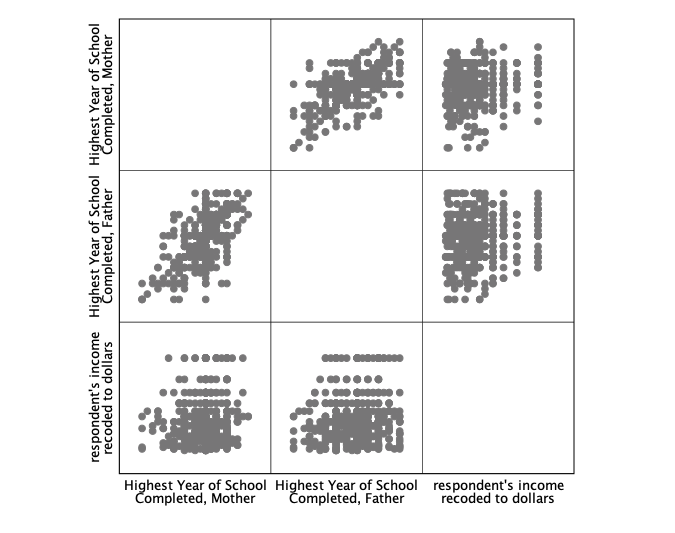 Highest Year of School
Completed, Mother
Highest Year of School
Completed, Father
respondent's income
recoded to dollars
Highest Year of School
Completed, Mother
Highest Year of School
Completed, Father
respondent's income
recoded to dollars